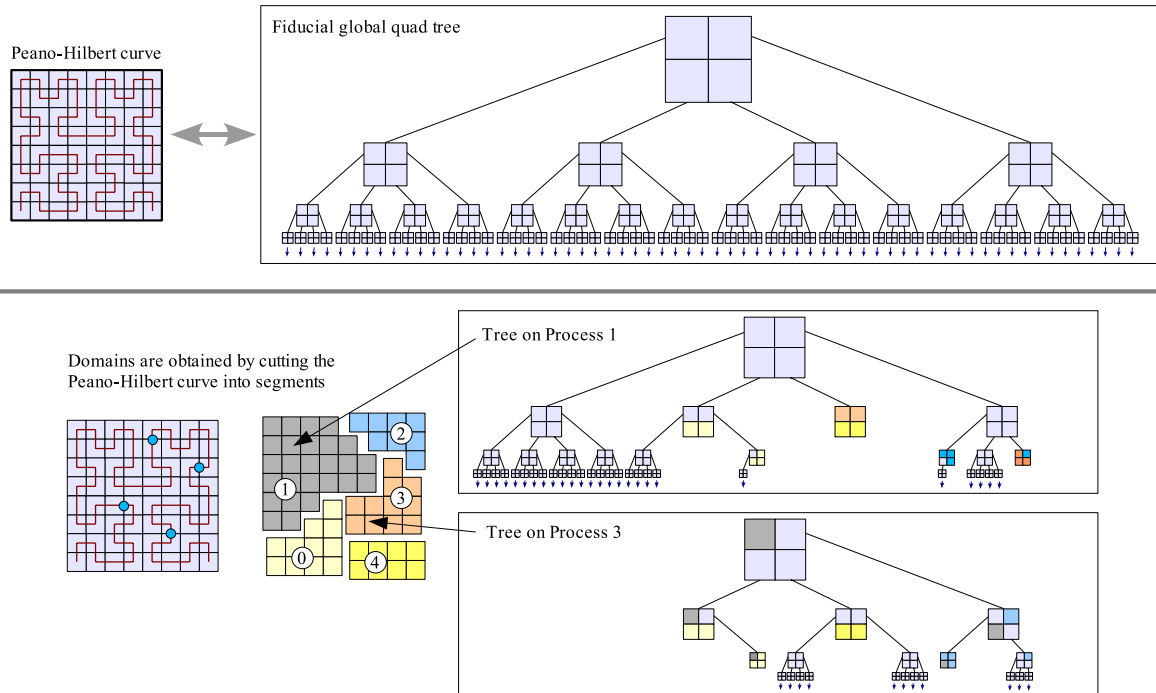 Fiducial global quad tree
Peano-Hilbert curve
Tree on Process 1
Domains are obtained by cutting the
Peano-Hilbert curve into segments
2
1
3
Tree on Process 3
0
4